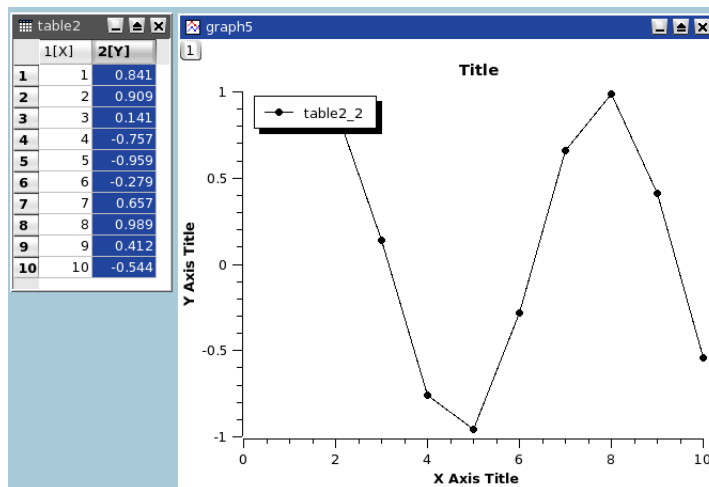 table2
1[X] 2[Y]
1 1 0.841
2 2 0.909
3 3 0.141
4 4 -0.757
5 5 -0.959
6 6 -0.279
7 7 0.657
8 8 0.989
9 9 0.412
10 10 -0.544
graph5
1
Title
table2_2
1
0.5
0
-0.5
-1
Y Axis Title
0 2 4 6 8 10
X Axis Title